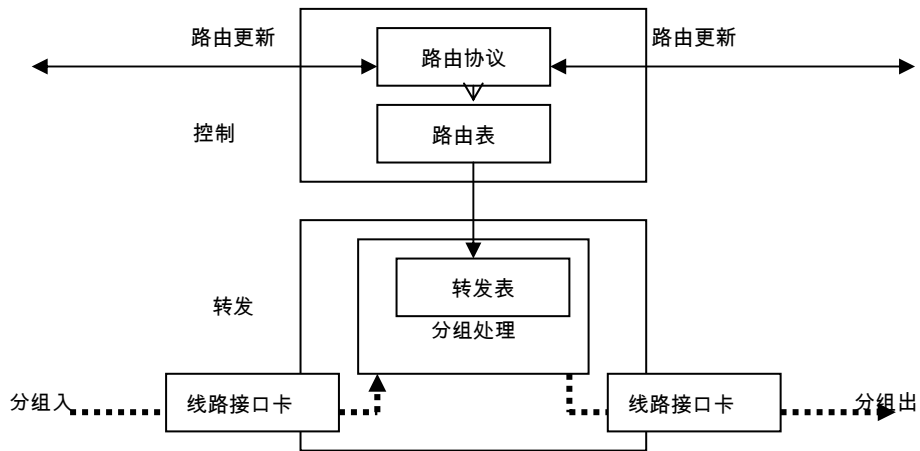 路由更新
路由更新
路由协议
控制
路由表
转发表
转发
分组处理
分组入
线路接口卡
线路接口卡
分组出